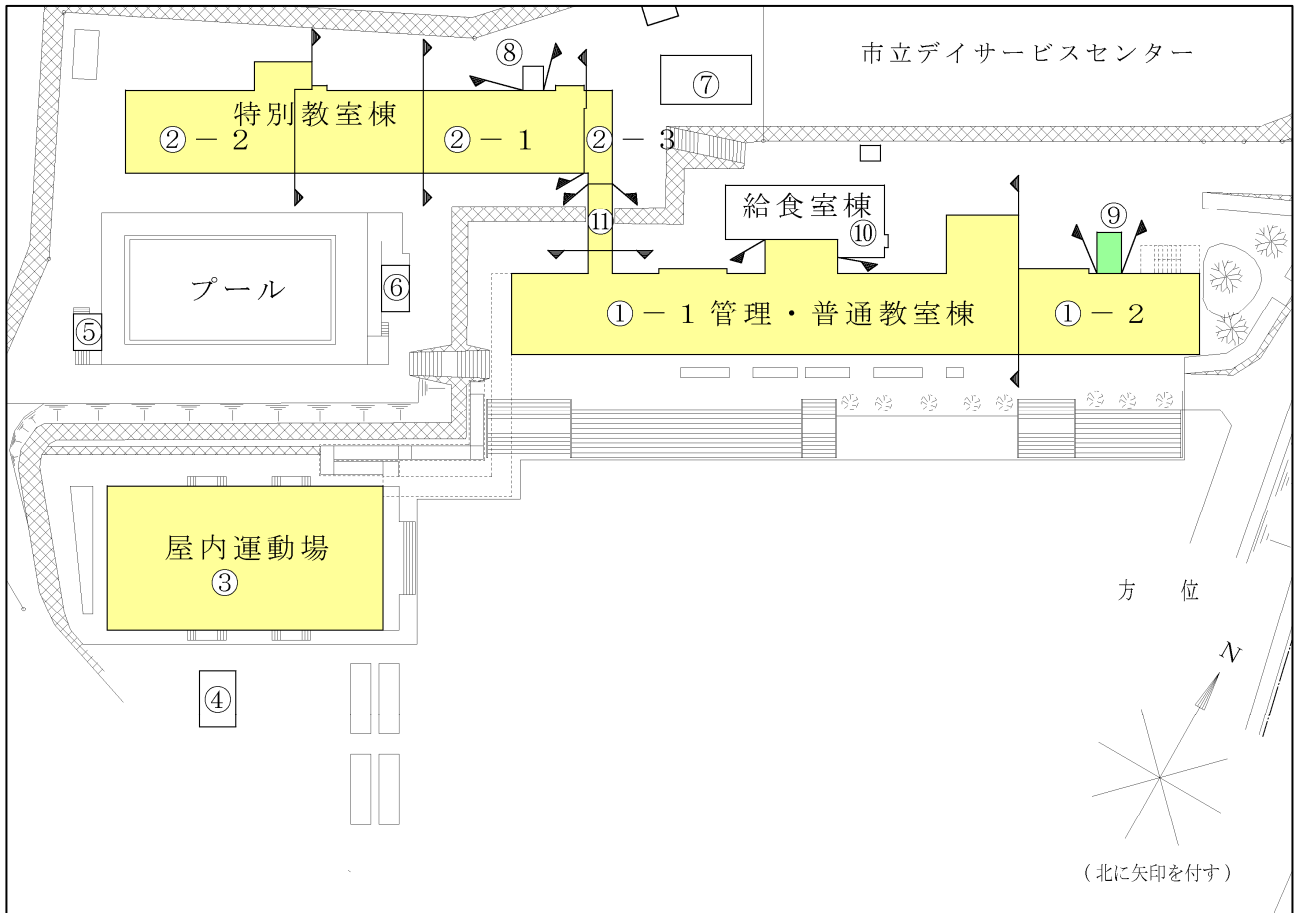 市立デイサービスセンター
⑧
⑦
特別教室棟
②－2
②－1
②－3
給食室棟
⑩
⑨
⑪
プール
⑥
⑤
①－1 管理・普通教室棟
①－2
屋内運動場
③
方 位
N
④
(北に矢印を付す)